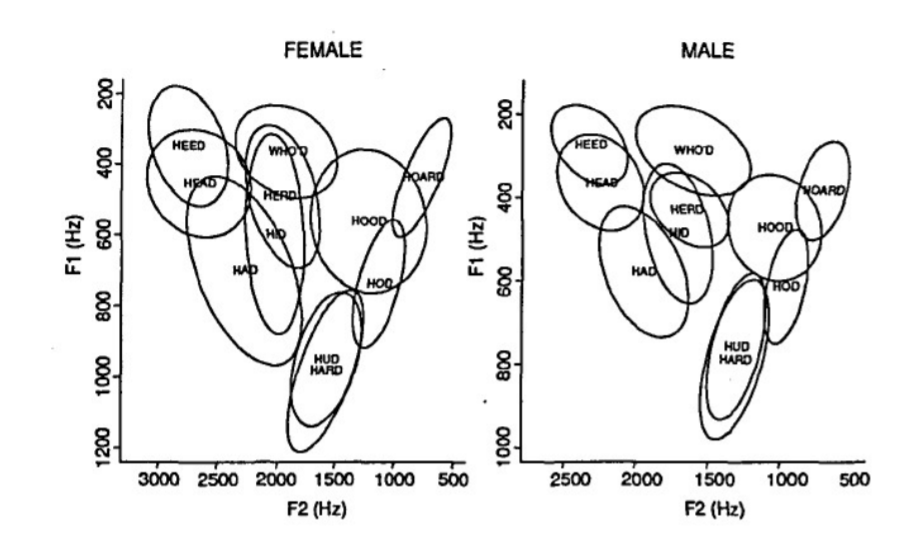 FEMALE
200
400
600
800
1000
1200
F1 (Hz)
HEED
WHO'D
HOARD
HEAD
HERD
HOOD
HID
HAD
HOD
HUD
HARD
3000 2500 2000 1500 1000 500
F2 (Hz)
MALE
200
400
600
800
1000
F1 (Hz)
HEED
WHO'D
HEAD
HOARD
HERD
HOOD
HID
HAD
HOD
HUD
HARD
2500 2000 1500 1000 500
F2 (Hz)